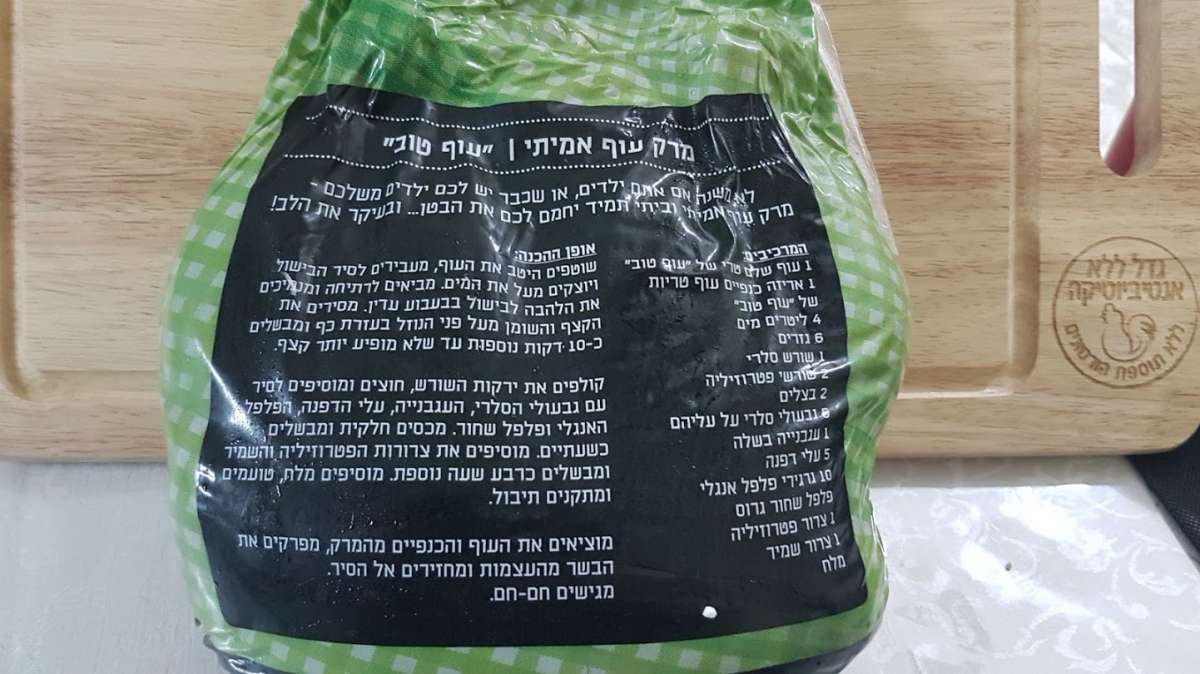 מרק עוף אמיתי | "עוף טוב"
לא משנה אם אתם ילדים, או שכבר יש לכם ילדים משלכם -
מרק עוף אמיתי וביתי תמיד יחמם לכם את הבטן... ובעיקר את הלב!
המרכיבים:
1 עוף שלם טרי של "עוף טוב"
1 אריזה כנפיים עוף טריות
של "עוף טוב"
4 ליטרים מים
6 גזרים
1 שורש סלרי
2 שורשי פטרוזיליה
2 בצלים
8 גבעולי סלרי על עליהם
1 עגבנייה בשלה
5 עלי דפנה
10 גרגירי פלפל אנגלי
פלפל שחור גרוס
1 צרור פטרוזיליה
1 צרור שמיר
מלח
אופן ההכנה:
שוטפים היטב את העוף, מעבירים לסיר הבישול
ויוצקים מעל את המים. מביאים לרתיחה ומנמיכים
את הלהבה לבישול בבעבוע עדין. מסירים את
הקצף והשומן מעל פני הנוזל בעזרת כף ומבשלים
כ-10 דקות נוספות עד שלא מופיע יותר קצף.
קולפים את ירקות השורש, חוצים ומוסיפים לסיר
עם גבעולי הסלרי, העגבנייה, עלי הדפנה, הפלפל
האנגלי ופלפל שחור. מכסים חלקית ומבשלים
כשעתיים. מוסיפים את צרורות הפטרוזיליה והשמיר
ומבשלים כרבע שעה נוספת. מוסיפים מלח, טועמים
ומתקנים תיבול.
מוציאים את העוף והכנפיים מהמרק, מפרקים את
הבשר מהעצמות ומחזירים אל הסיר.
מגישים חם-חם.
גדל ללא
אנטיביוטיקה
ללא תוספת הורמונים